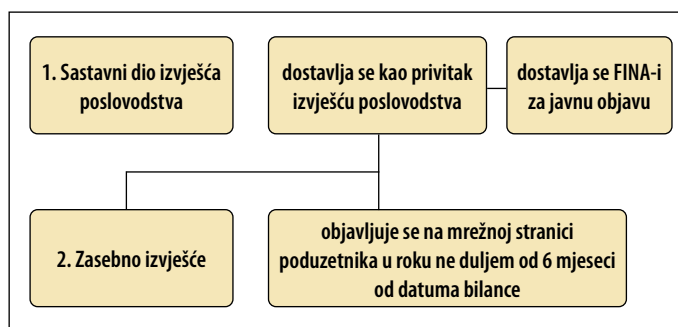 1. Sastavni dio izvješća
poslovodstva
dostavlja se kao privitak
izvješću poslovodstva
dostavlja se FINA-i
za javnu objavu
2. Zasebno izvješće
objavljuje se na mrežnoj stranici
poduzetnika u roku ne duljem od 6 mjeseci
od datuma bilance